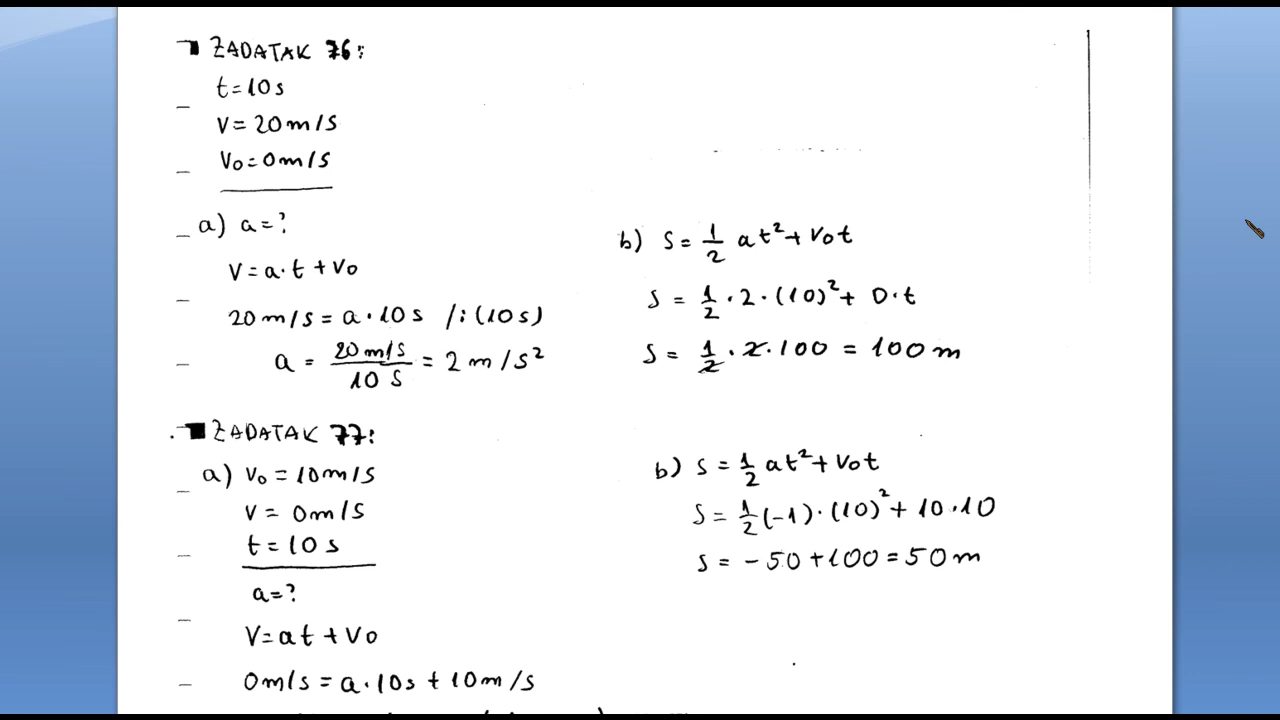 ZADATAK 76:
t=10s
V=20m/s
V₀=0m/s
a) a=?
V=a·t+V₀
20m/s=a·10s /:(10s)
a = 20m/s / 10s = 2m/s²
b) s= 1/2 at²+V₀t
s = 1/2 · 2 · (10)² + 0·t
s = 1/2 · 2 · 100 = 100m
ZADATAK 77:
a) V₀ = 10m/s
V= 0m/s
t=10s
a=?
V=at+V₀
0m/s=a·10s+10m/s
b) s = 1/2 at²+V₀t
s = 1/2 (-1)·(10)²+10·10
s = -50+100=50m